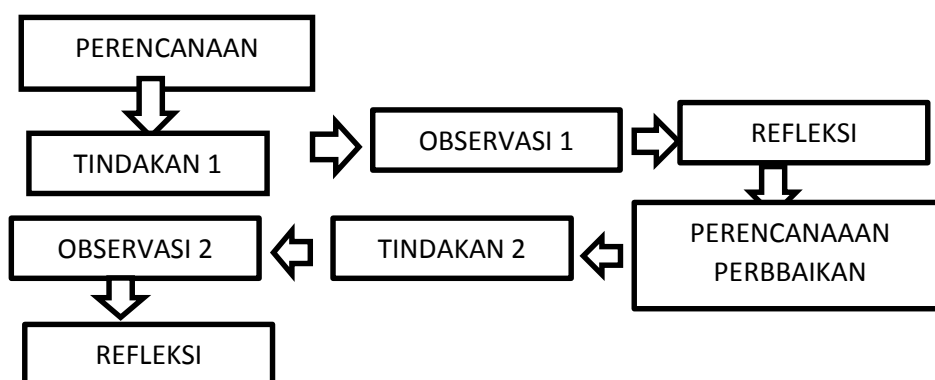 PERENCANAAN
TINDAKAN 1
OBSERVASI 1
REFLEKSI
PERENCANAAAN
PERBBAIKAN
TINDAKAN 2
OBSERVASI 2
REFLEKSI